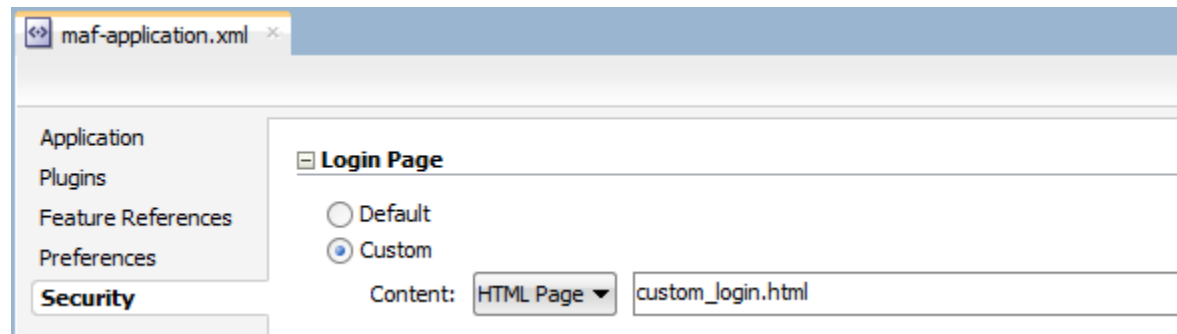 maf-application.xml
Application
Plugins
Feature References
Preferences
Security
Login Page
Default
Custom
Content: HTML Page custom_login.html